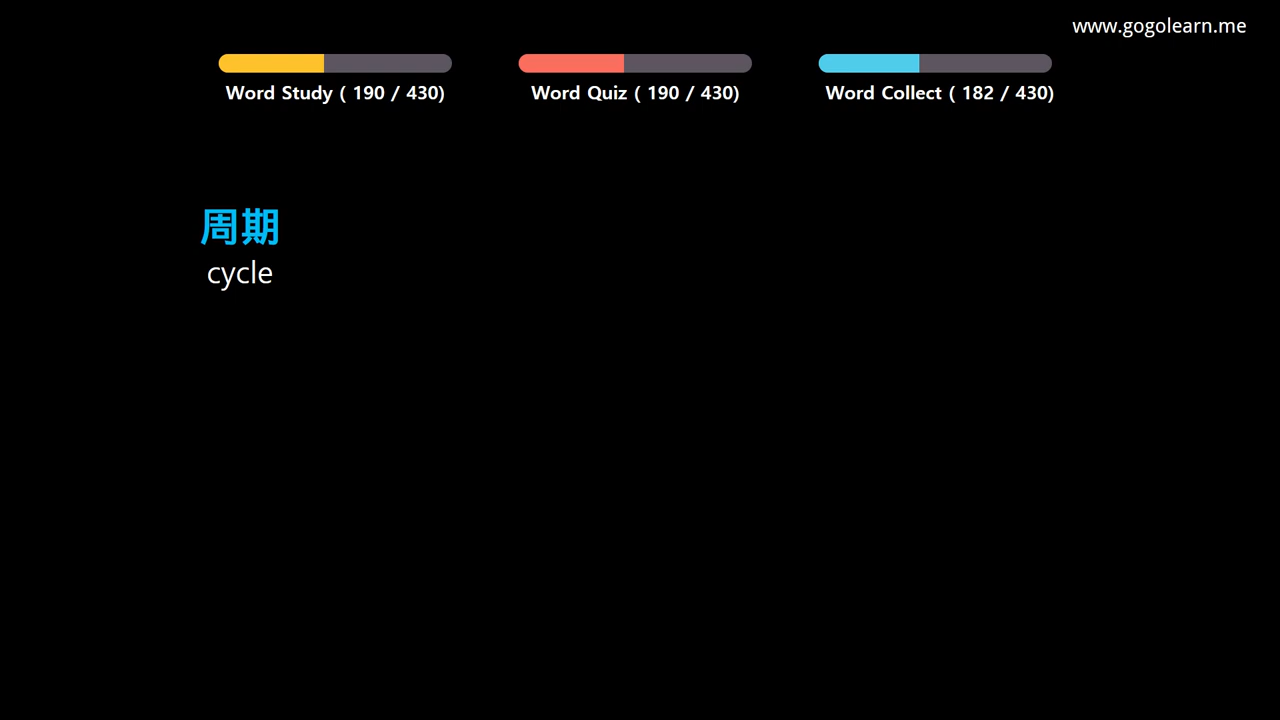 www.gogolearn.me
Word Study ( 190 / 430)
Word Quiz ( 190 / 430)
Word Collect ( 182 / 430)
周期
cycle